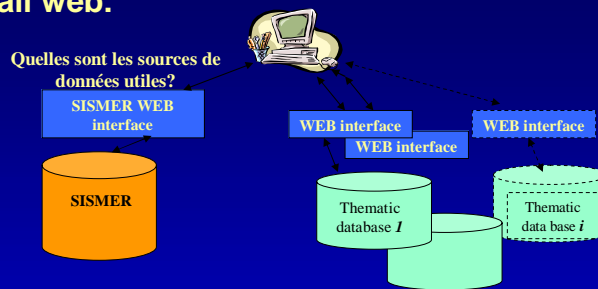 ail web.
Quelles sont les sources de
données utiles?
SISMER WEB
interface
WEB interface
WEB interface
WEB interface
SISMER
Thematic
database 1
Thematic
data base i